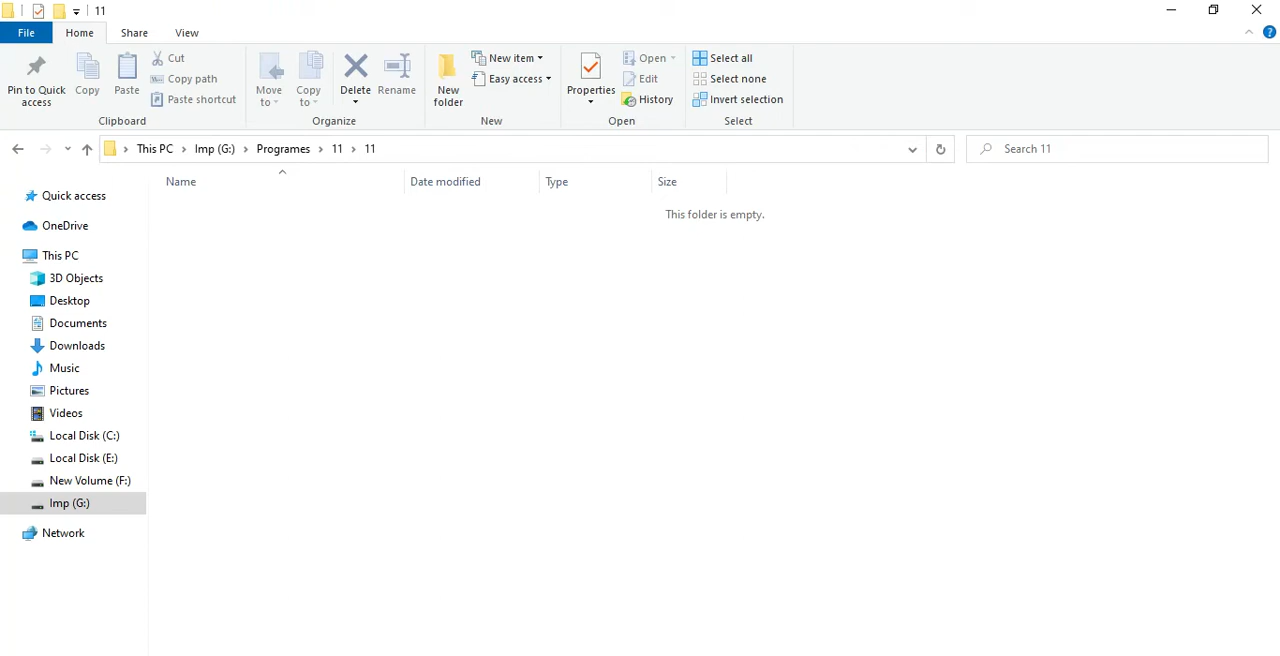 11
File Home Share View
Pin to Quick access
Copy
Paste
Cut
Copy path
Paste shortcut
Clipboard
Move to
Copy to
Delete
Rename
Organize
New folder
New item
Easy access
New
Properties
Open
Edit
History
Open
Select all
Select none
Invert selection
Select
This PC > Imp (G:) > Programes > 11 > 11
Search 11
Name Date modified Type Size
This folder is empty.
Quick access
OneDrive
This PC
3D Objects
Desktop
Documents
Downloads
Music
Pictures
Videos
Local Disk (C:)
Local Disk (E:)
New Volume (F:)
Imp (G:)
Network